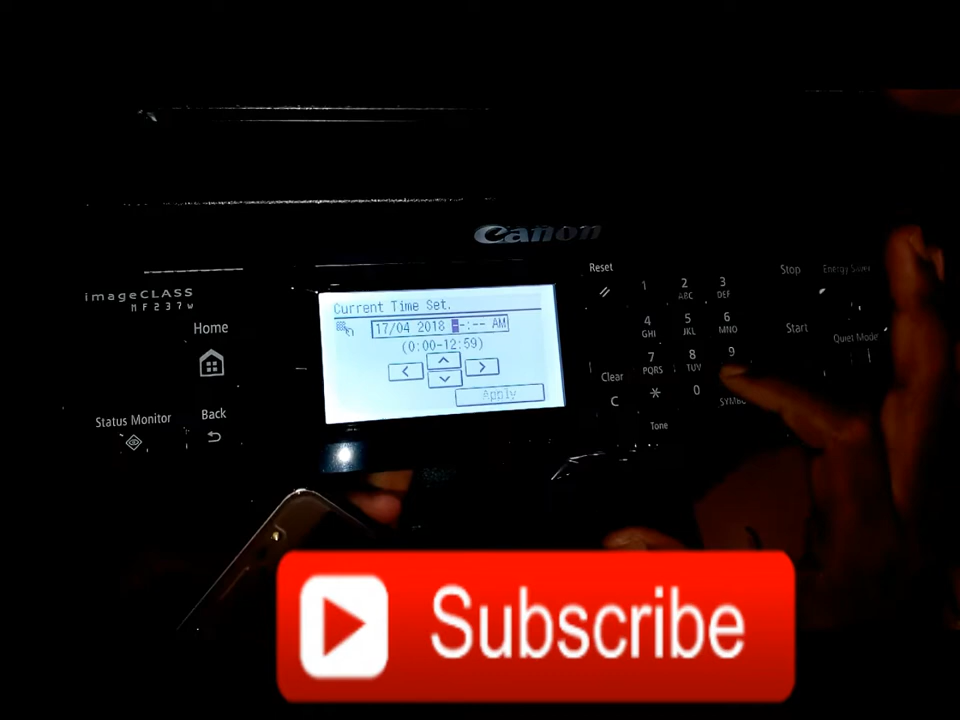 Canon
imageCLASS
MF237w
Home
Status Monitor
Back
Current Time Set.
17/04 2018 --:-- AM
(0:00-12:59)
Apply
Reset
1
2
ABC
3
DEF
4
GHI
5
JKL
6
MNO
7
PQRS
8
TUV
9
*
0
Tone
Clear
C
Stop
Energy Saver
Start
Quiet Mode
Subscribe